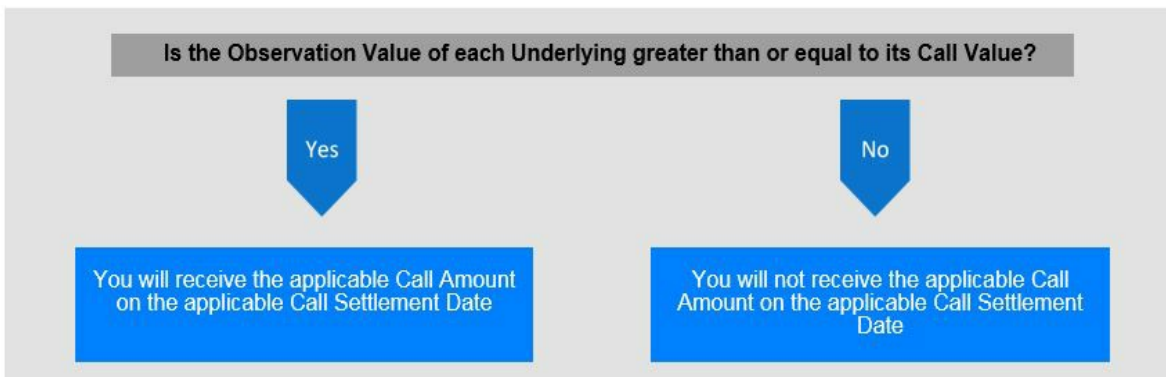 Is the Observation Value of each Underlying greater than or equal to its Call Value?
Yes
No
You will receive the applicable Call Amount
on the applicable Call Settlement Date
You will not receive the applicable Call
Amount on the applicable Call Settlement
Date